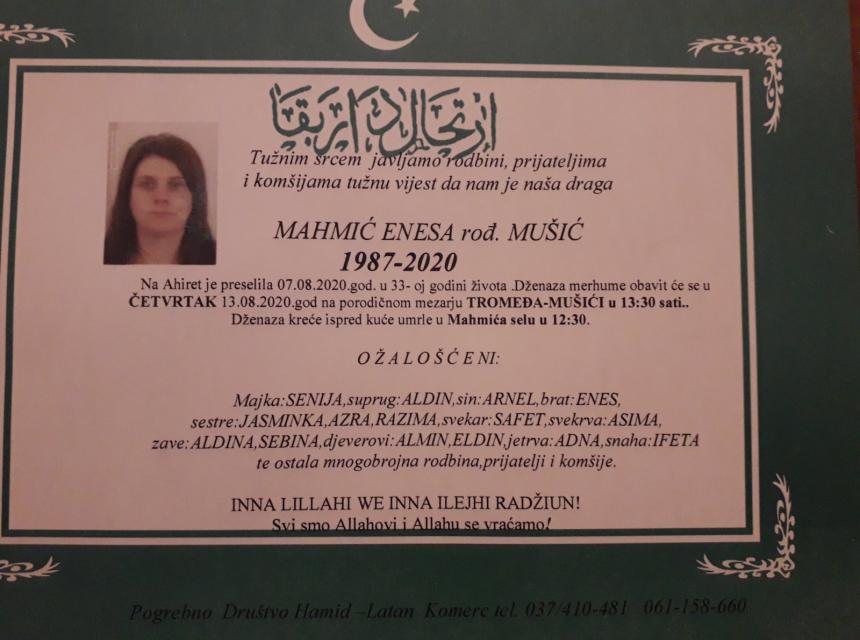 ارتحال دار بقا
Tužnim srcem javljamo rodbini, prijateljima
i komšijama tužnu vijest da nam je naša draga
MAHMIĆ ENESA rođ. MUŠIĆ
1987-2020
Na Ahiret je preselila 07.08.2020.god. u 33- oj godini života .Dženaza merhume obavit će se u
ČETVRTAK 13.08.2020.god na porodičnom mezarju TROMEĐA-MUŠIĆI u 13:30 sati..
Dženaza kreće ispred kuće umrle u Mahmića selu u 12:30.
OŽALOŠĆENI:
Majka:SENIJA,suprug:ALDIN,sin:ARNEL,brat:ENES,
sestre:JASMINKA,AZRA,RAZIMA,svekar:SAFET,svekrva:ASIMA,
zave:ALDINA,SEBINA,djeverovi:ALMIN,ELDIN,jetrva:ADNA,snaha:IFETA
te ostala mnogobrojna rodbina,prijatelji i komšije.
INNA LILLAHI WE INNA ILEJHI RADŽIUN!
Svi smo Allahovi i Allahu se vraćamo!
Pogrebno Društvo Hamid –Latan Komerc tel. 037/410-481 061-158-660